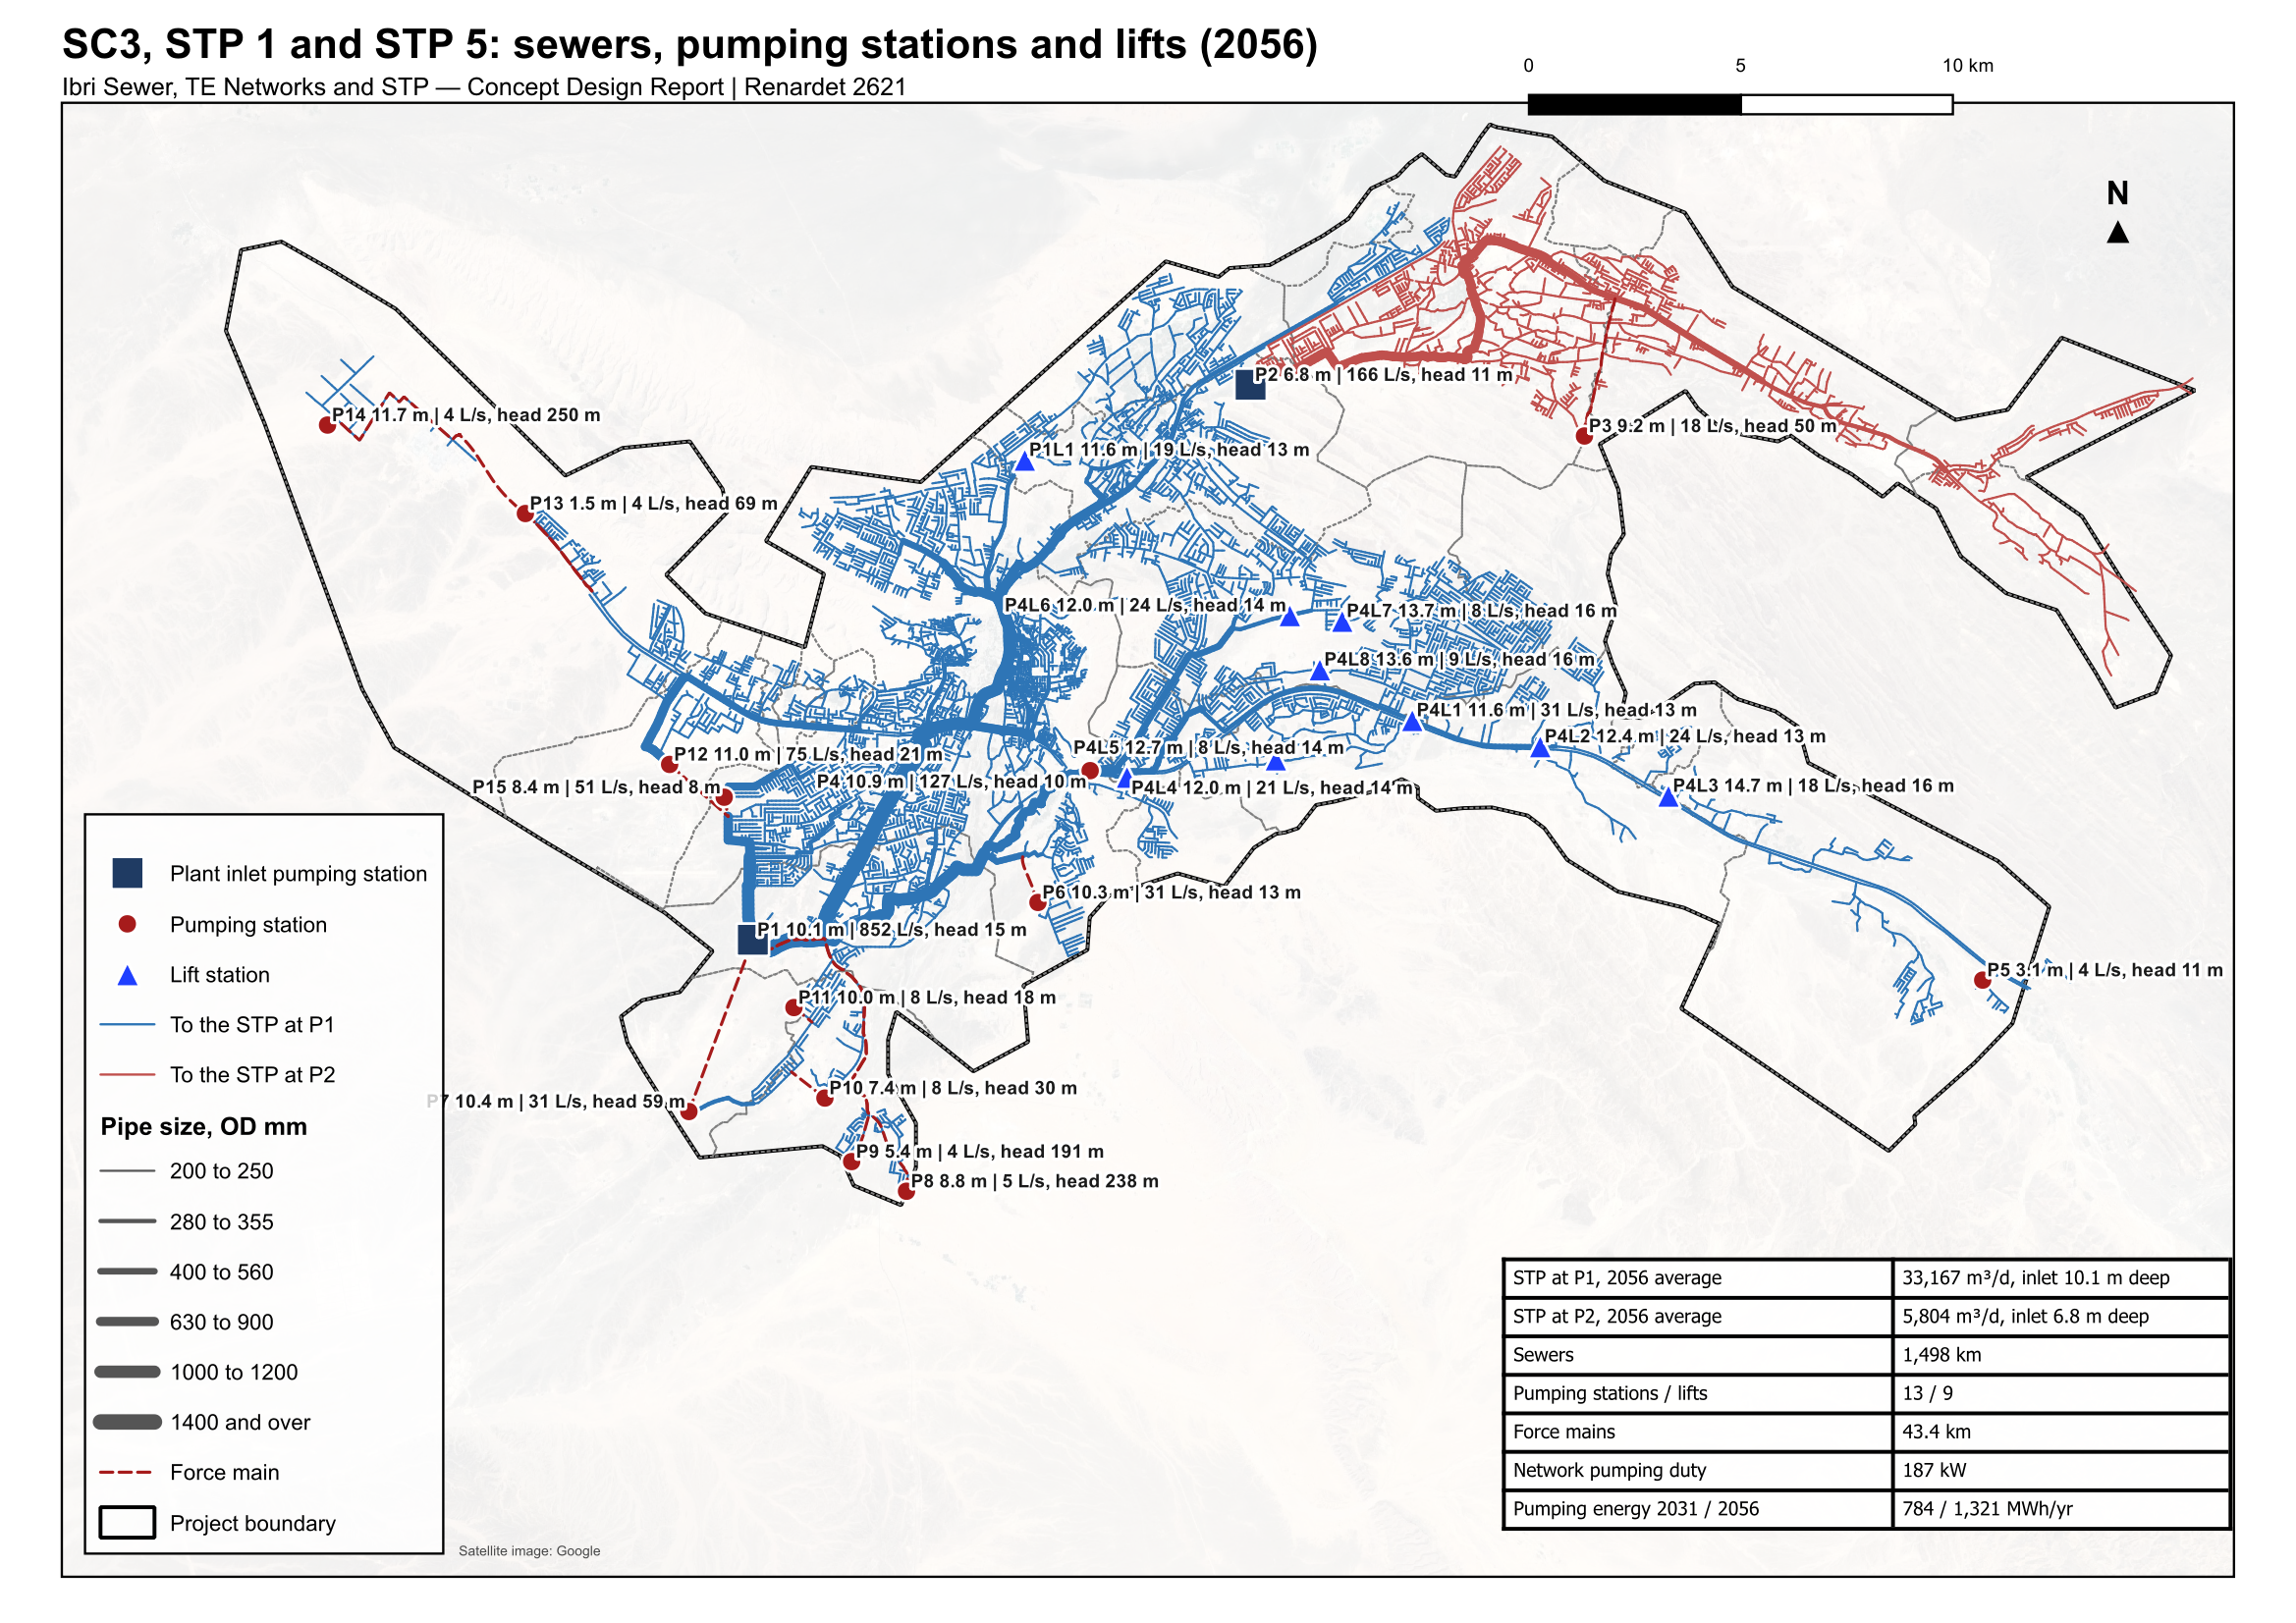 SC3, STP 1 and STP 5: sewers, pumping stations and lifts (2056)
Ibri Sewer, TE Networks and STP — Concept Design Report | Renardet 2621
0 5 10 km
N
P2 6.8 m | 166 L/s, head 11 m
P14 11.7 m | 4 L/s, head 250 m
P3 9.2 m | 18 L/s, head 50 m
P1L1 11.6 m | 19 L/s, head 13 m
P13 1.5 m | 4 L/s, head 69 m
P4L6 12.0 m | 24 L/s, head 14 m
P4L7 13.7 m | 8 L/s, head 16 m
P4L8 13.6 m | 9 L/s, head 16 m
P4L1 11.6 m | 31 L/s, head 13 m
P4L2 12.4 m | 24 L/s, head 13 m
P4L5 12.7 m | 8 L/s, head 14 m
P12 11.0 m | 75 L/s, head 21 m
P4 10.9 m | 127 L/s, head 10 m
P15 8.4 m | 51 L/s, head 8 m
P4L4 12.0 m | 21 L/s, head 14 m
P4L3 14.7 m | 18 L/s, head 16 m
P6 10.3 m | 31 L/s, head 13 m
P1 10.1 m | 852 L/s, head 15 m
P5 3.1 m | 4 L/s, head 11 m
P11 10.0 m | 8 L/s, head 18 m
P10 7.4 m | 8 L/s, head 30 m
P7 10.4 m | 31 L/s, head 59 m
P9 5.4 m | 4 L/s, head 191 m
P8 8.8 m | 5 L/s, head 238 m
Plant inlet pumping station
Pumping station
Lift station
To the STP at P1
To the STP at P2
Pipe size, OD mm
200 to 250
280 to 355
400 to 560
630 to 900
1000 to 1200
1400 and over
Force main
Project boundary
Satellite image: Google
STP at P1, 2056 average 33,167 m³/d, inlet 10.1 m deep
STP at P2, 2056 average 5,804 m³/d, inlet 6.8 m deep
Sewers 1,498 km
Pumping stations / lifts 13 / 9
Force mains 43.4 km
Network pumping duty 187 kW
Pumping energy 2031 / 2056 784 / 1,321 MWh/yr